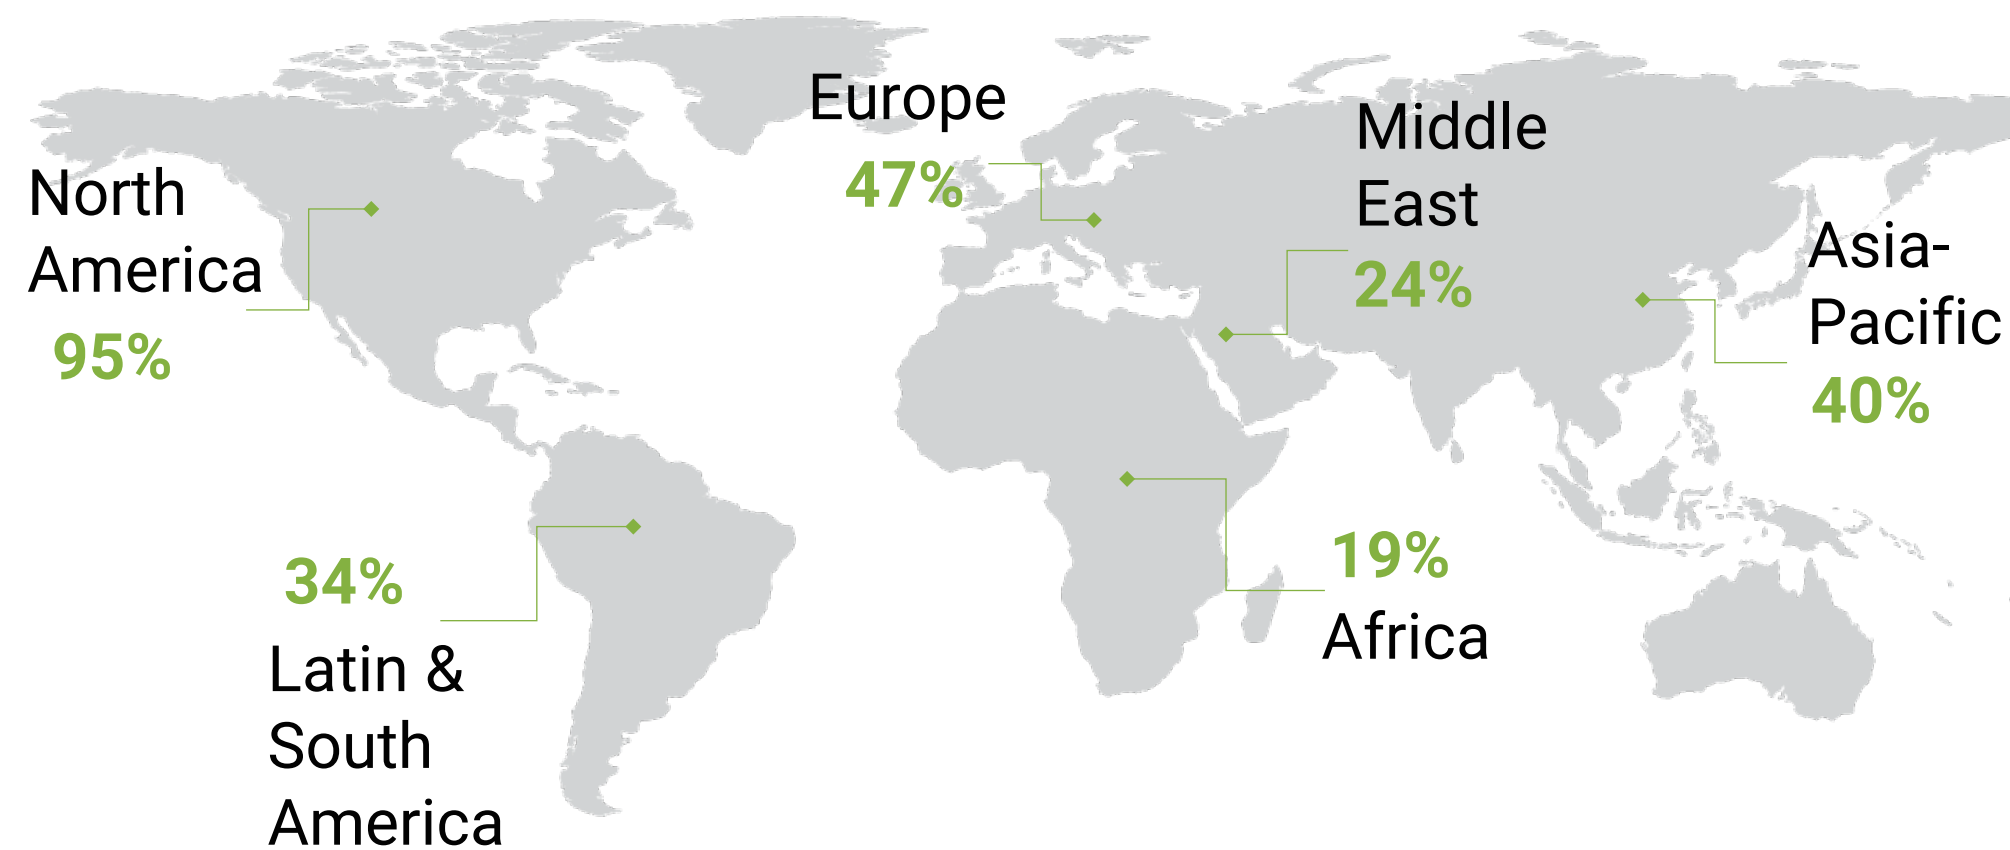 North
America
95%
Europe
47%
Middle
East
24%
Asia-
Pacific
40%
34%
Latin &
South
America
19%
Africa